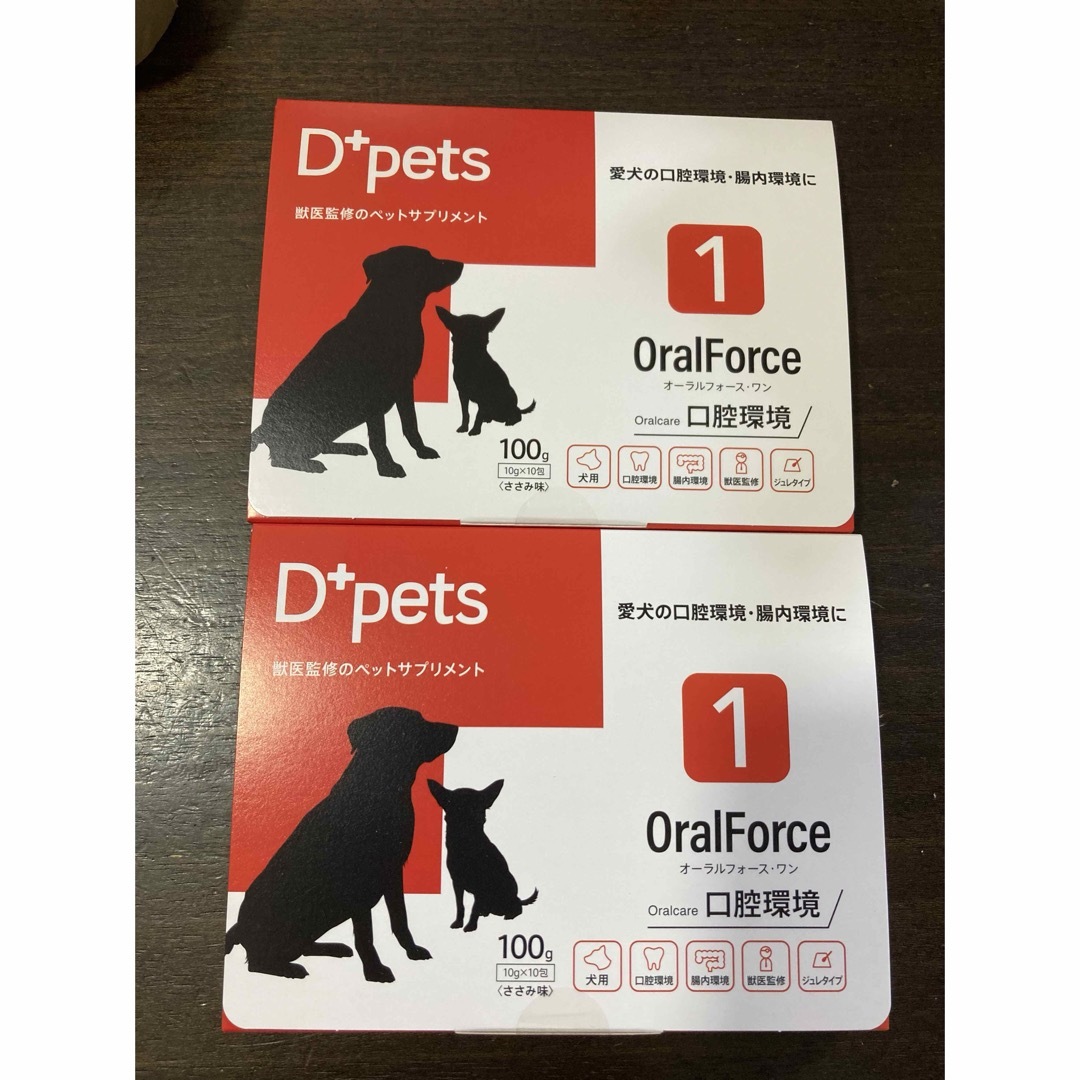 D+pets
獣医監修のペットサプリメント
愛犬の口腔環境・腸内環境に
1
OralForce
オーラルフォース・ワン
Oralcare 口腔環境
100g
10g×10包
〈ささみ味〉
犬用
口腔環境
腸内環境
獣医監修
ジュレタイプ
D+pets
獣医監修のペットサプリメント
愛犬の口腔環境・腸内環境に
1
OralForce
オーラルフォース・ワン
Oralcare 口腔環境
100g
10g×10包
〈ささみ味〉
犬用
口腔環境
腸内環境
獣医監修
ジュレタイプ